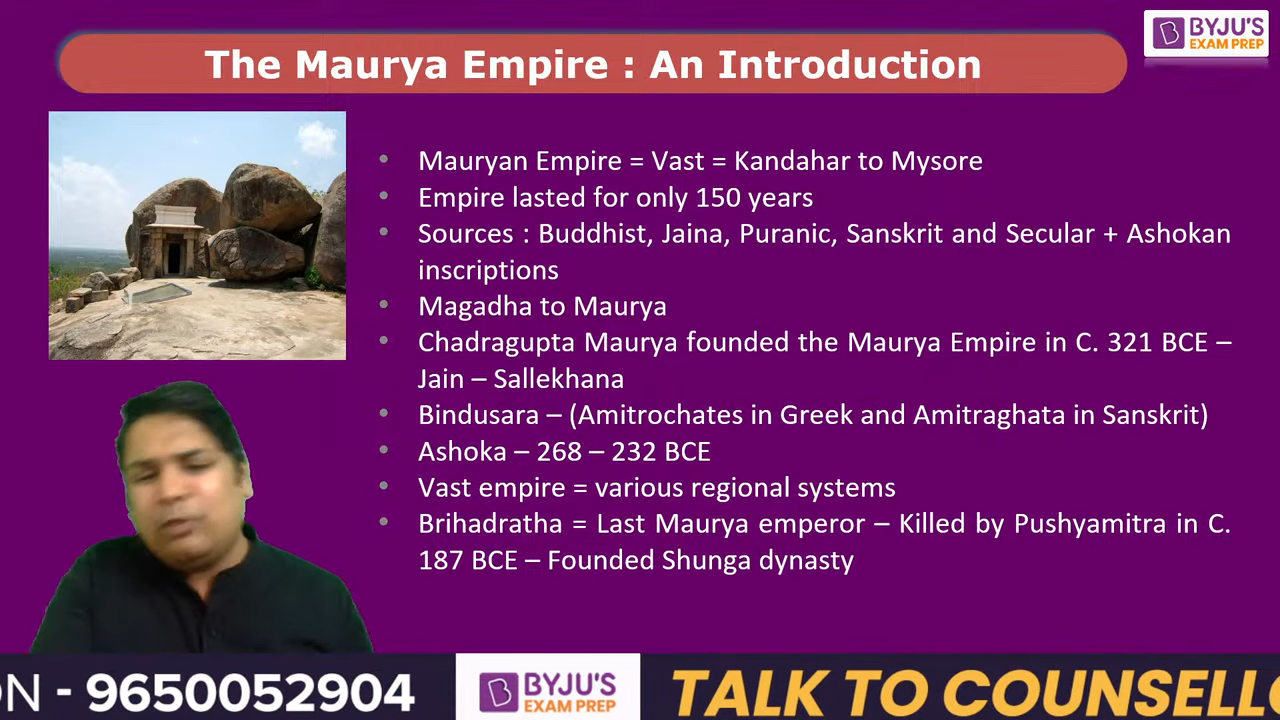 BYJU'S
EXAM PREP
The Maurya Empire : An Introduction
• Mauryan Empire = Vast = Kandahar to Mysore
• Empire lasted for only 150 years
• Sources : Buddhist, Jaina, Puranic, Sanskrit and Secular + Ashokan
inscriptions
• Magadha to Maurya
• Chadragupta Maurya founded the Maurya Empire in C. 321 BCE –
Jain – Sallekhana
• Bindusara – (Amitrochates in Greek and Amitraghata in Sanskrit)
• Ashoka – 268 – 232 BCE
• Vast empire = various regional systems
• Brihadratha = Last Maurya emperor – Killed by Pushyamitra in C.
187 BCE – Founded Shunga dynasty
N - 9650052904
BYJU'S
EXAM PREP
TALK TO COUNSELL